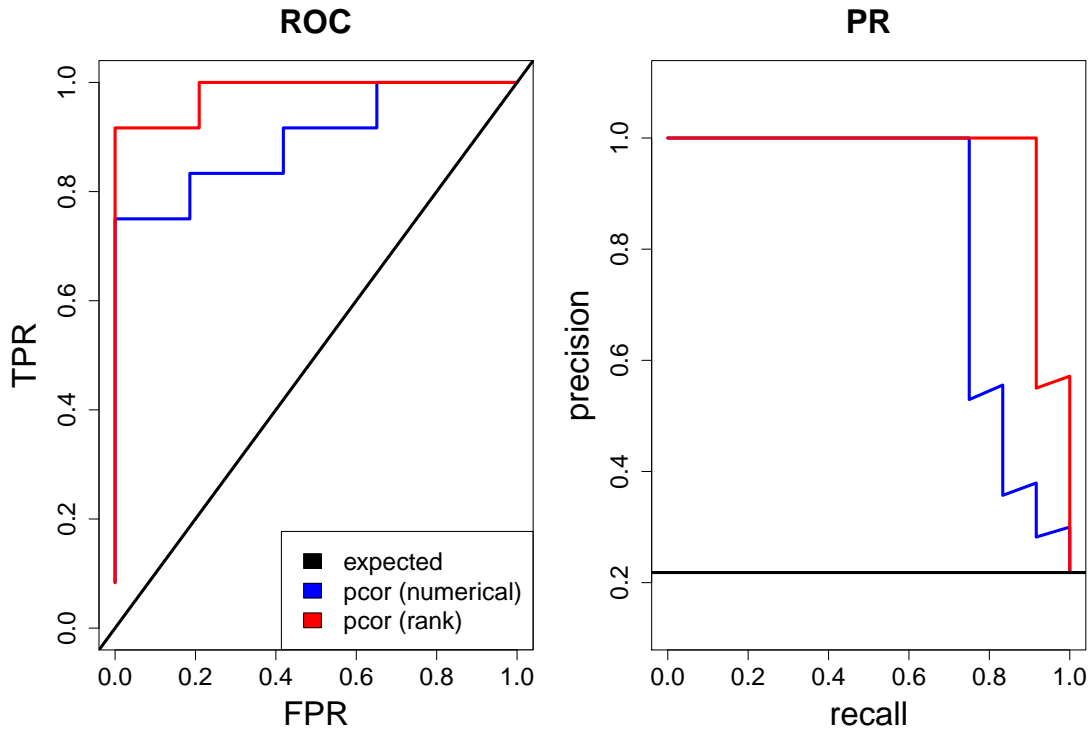 ROC
TPR
1.0
0.8
0.6
0.4
0.2
0.0
expected
pcor (numerical)
pcor (rank)
0.0 0.2 0.4 0.6 0.8 1.0
FPR
PR
precision
1.0
0.8
0.6
0.4
0.2
0.0 0.2 0.4 0.6 0.8 1.0
recall